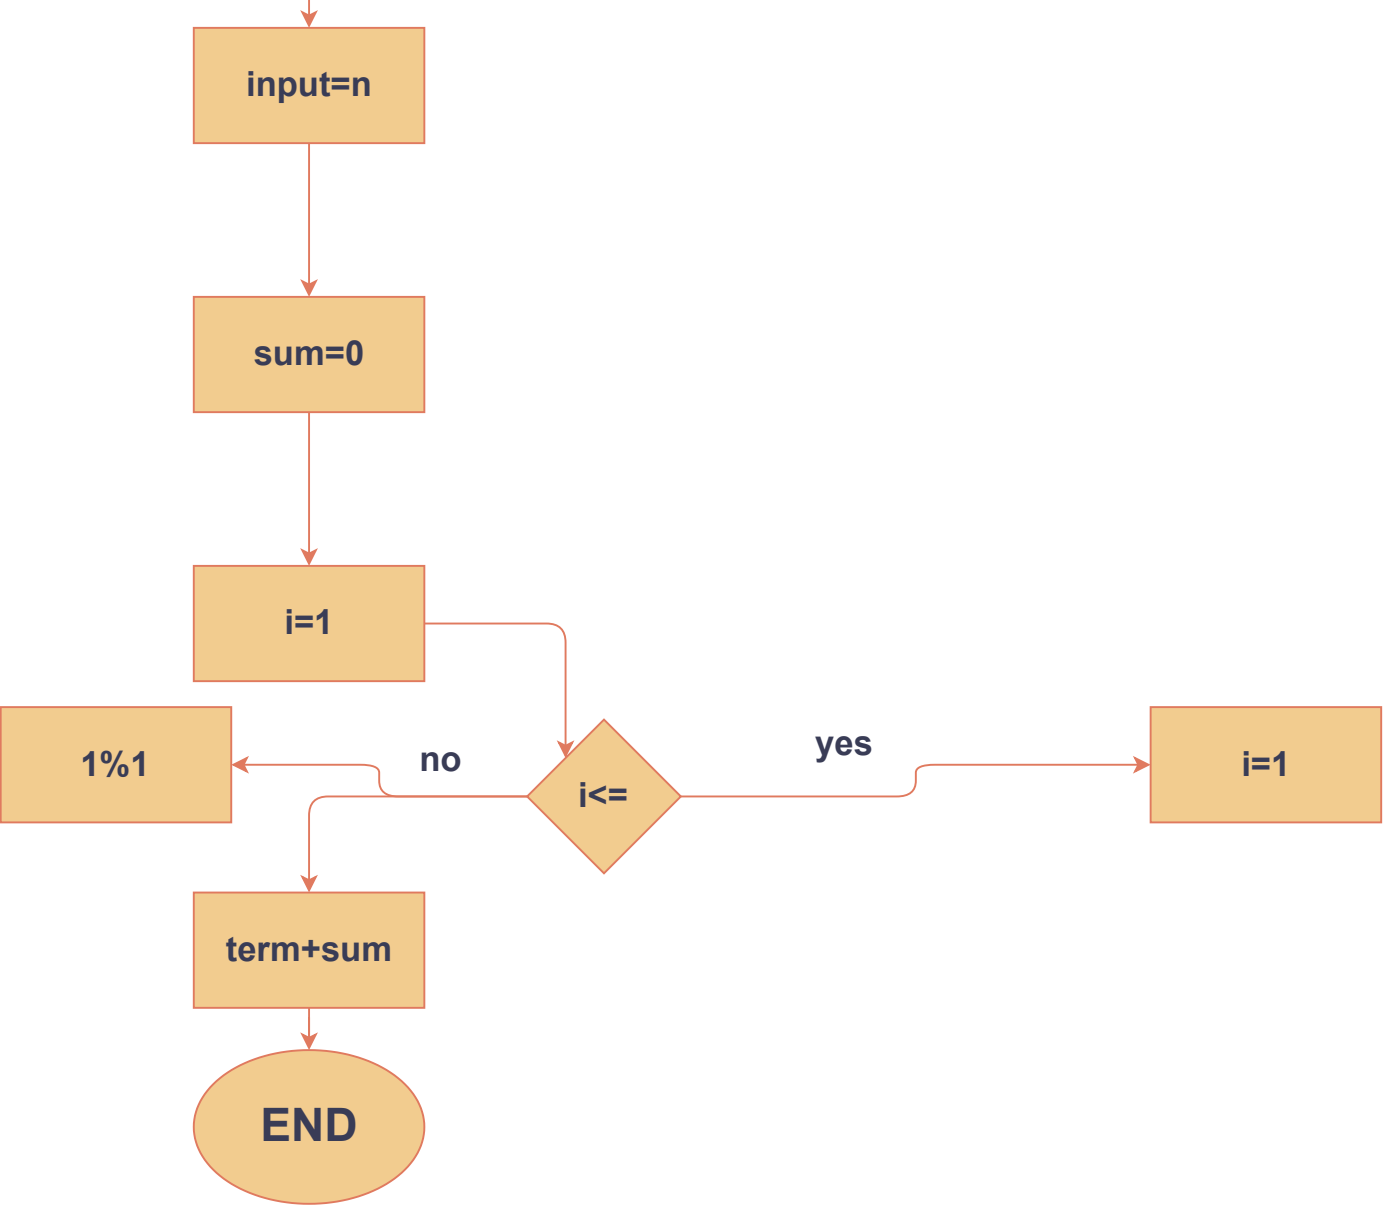 input=n
sum=0
i=1
1%1
no
i<=
yes
i=1
term+sum
END